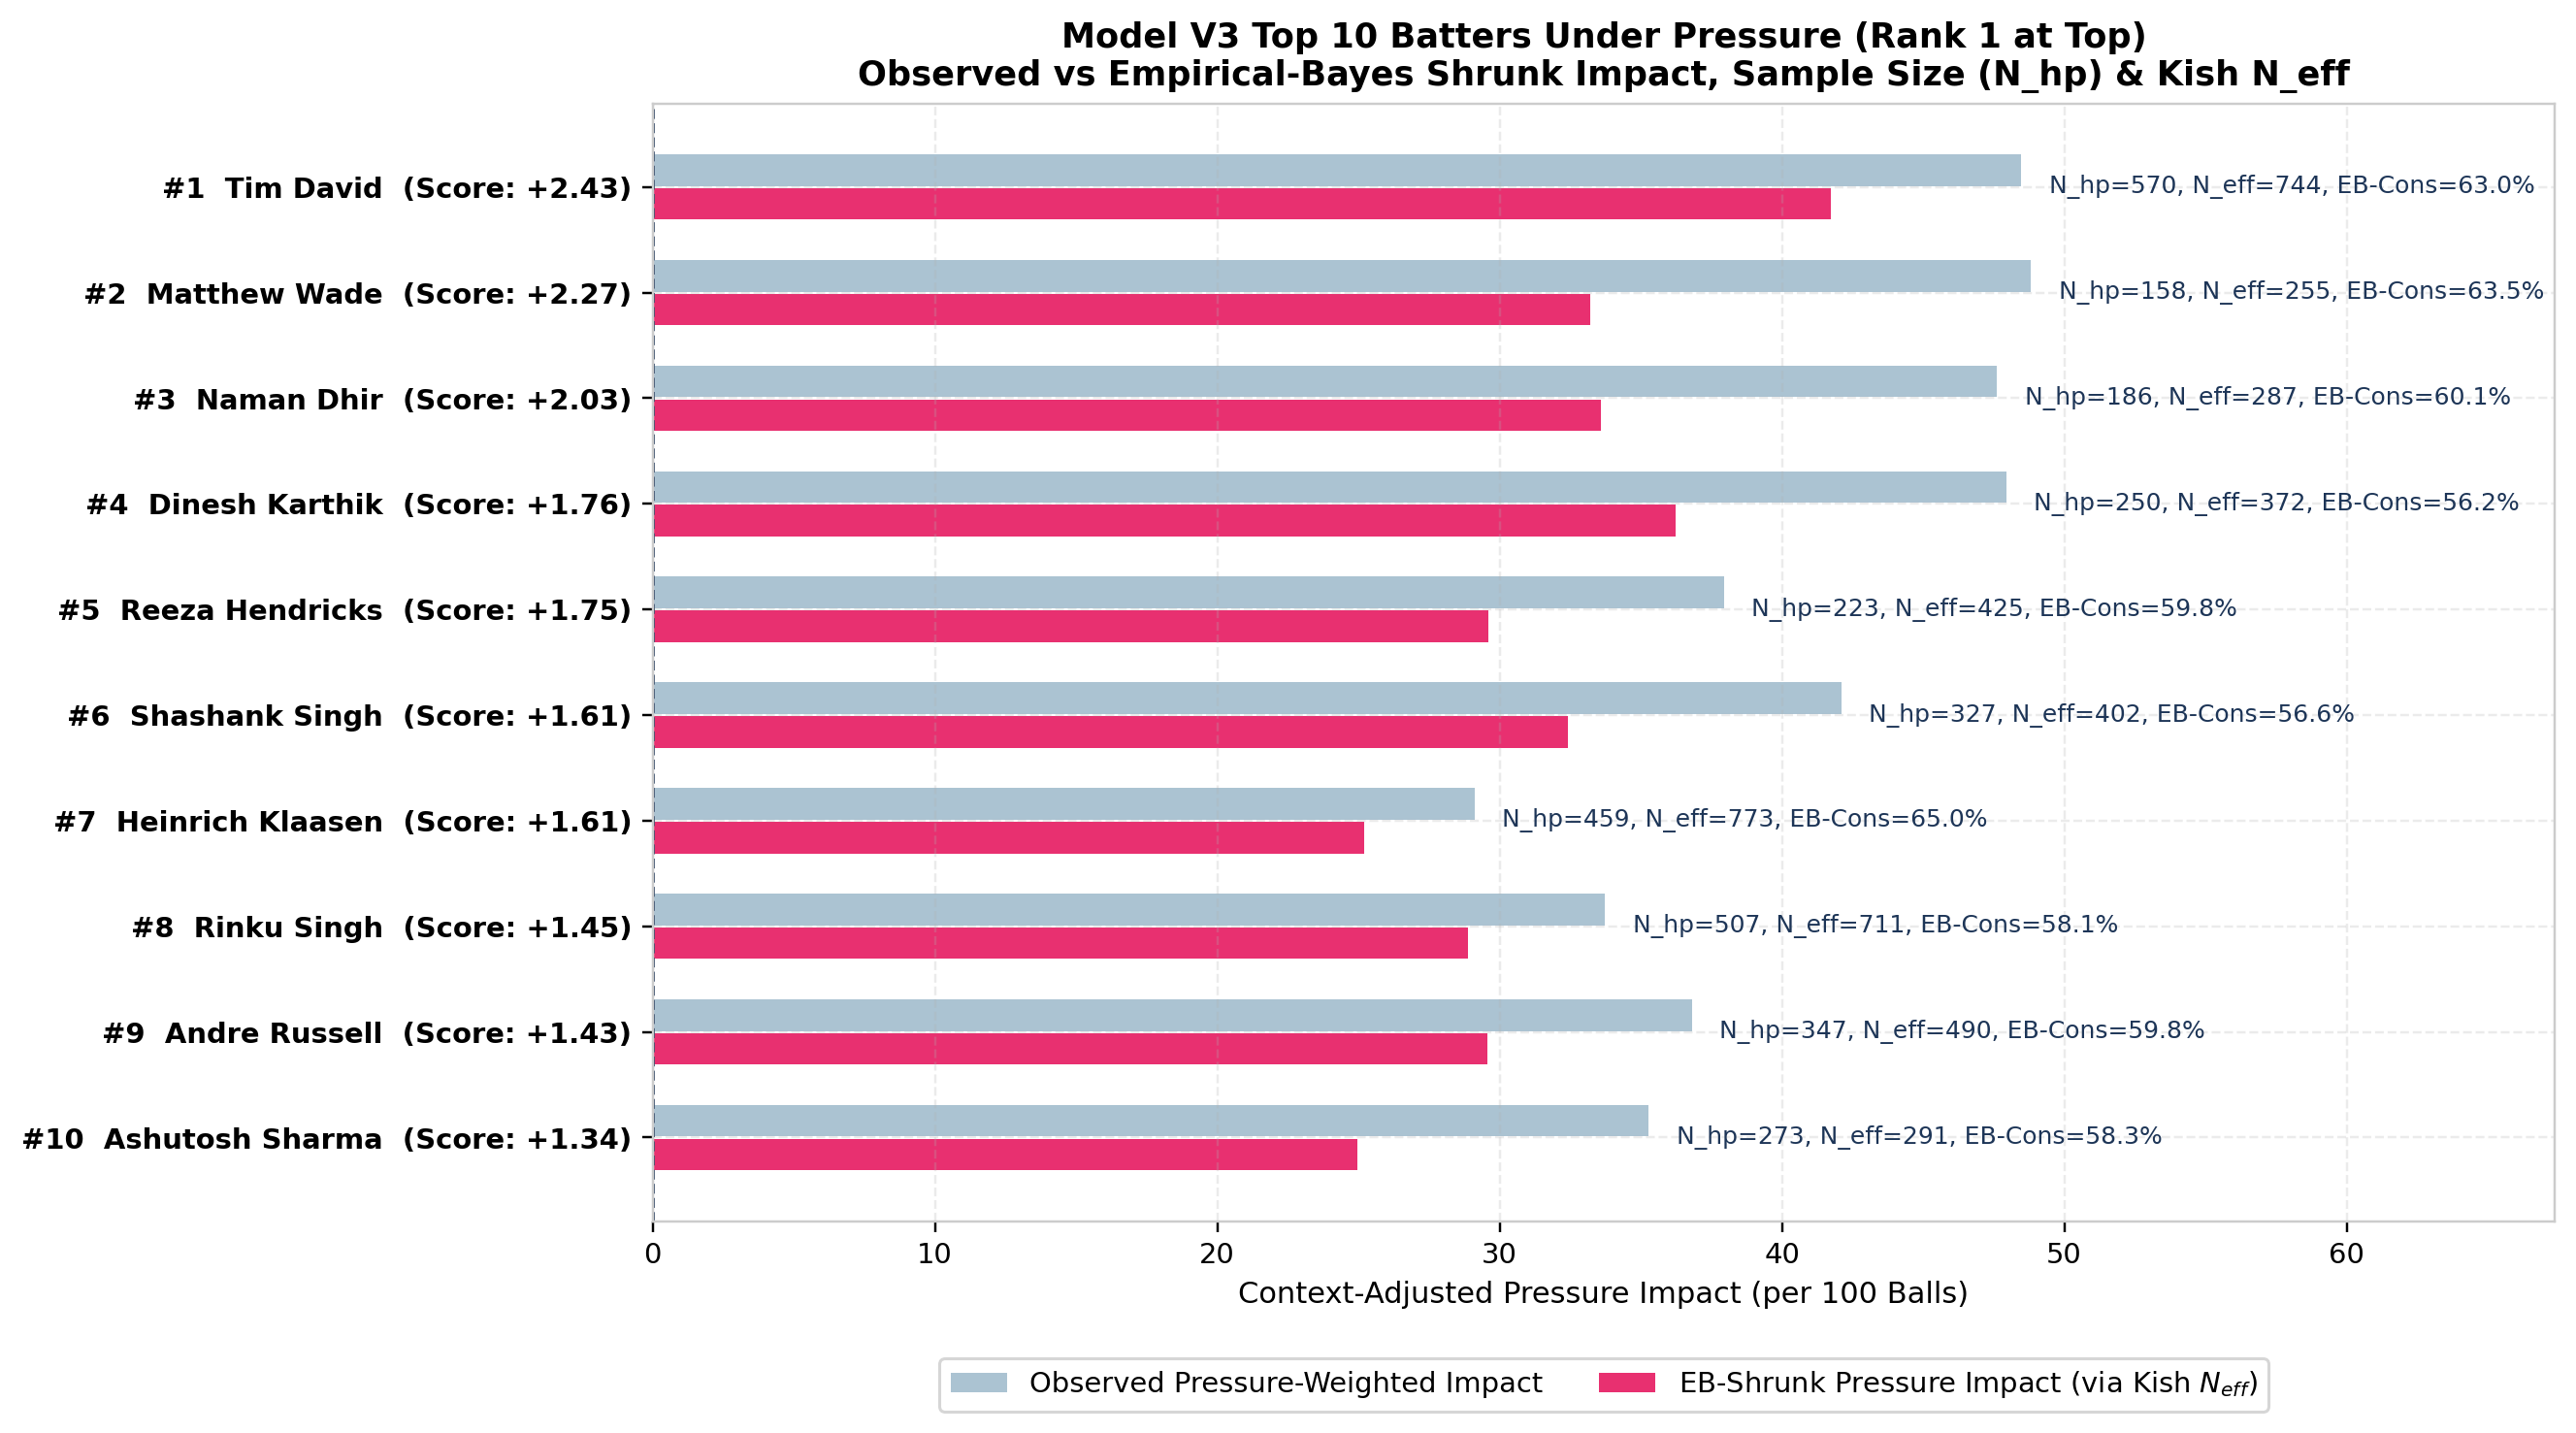 Model V3 Top 10 Batters Under Pressure (Rank 1 at Top)
Observed vs Empirical-Bayes Shrunk Impact, Sample Size (N_hp) & Kish N_eff
#1 Tim David (Score: +2.43)
N_hp=570, N_eff=744, EB-Cons=63.0%
#2 Matthew Wade (Score: +2.27)
N_hp=158, N_eff=255, EB-Cons=63.5%
#3 Naman Dhir (Score: +2.03)
N_hp=186, N_eff=287, EB-Cons=60.1%
#4 Dinesh Karthik (Score: +1.76)
N_hp=250, N_eff=372, EB-Cons=56.2%
#5 Reeza Hendricks (Score: +1.75)
N_hp=223, N_eff=425, EB-Cons=59.8%
#6 Shashank Singh (Score: +1.61)
N_hp=327, N_eff=402, EB-Cons=56.6%
#7 Heinrich Klaasen (Score: +1.61)
N_hp=459, N_eff=773, EB-Cons=65.0%
#8 Rinku Singh (Score: +1.45)
N_hp=507, N_eff=711, EB-Cons=58.1%
#9 Andre Russell (Score: +1.43)
N_hp=347, N_eff=490, EB-Cons=59.8%
#10 Ashutosh Sharma (Score: +1.34)
N_hp=273, N_eff=291, EB-Cons=58.3%
0 10 20 30 40 50 60
Context-Adjusted Pressure Impact (per 100 Balls)
Observed Pressure-Weighted Impact
EB-Shrunk Pressure Impact (via Kish N_eff)